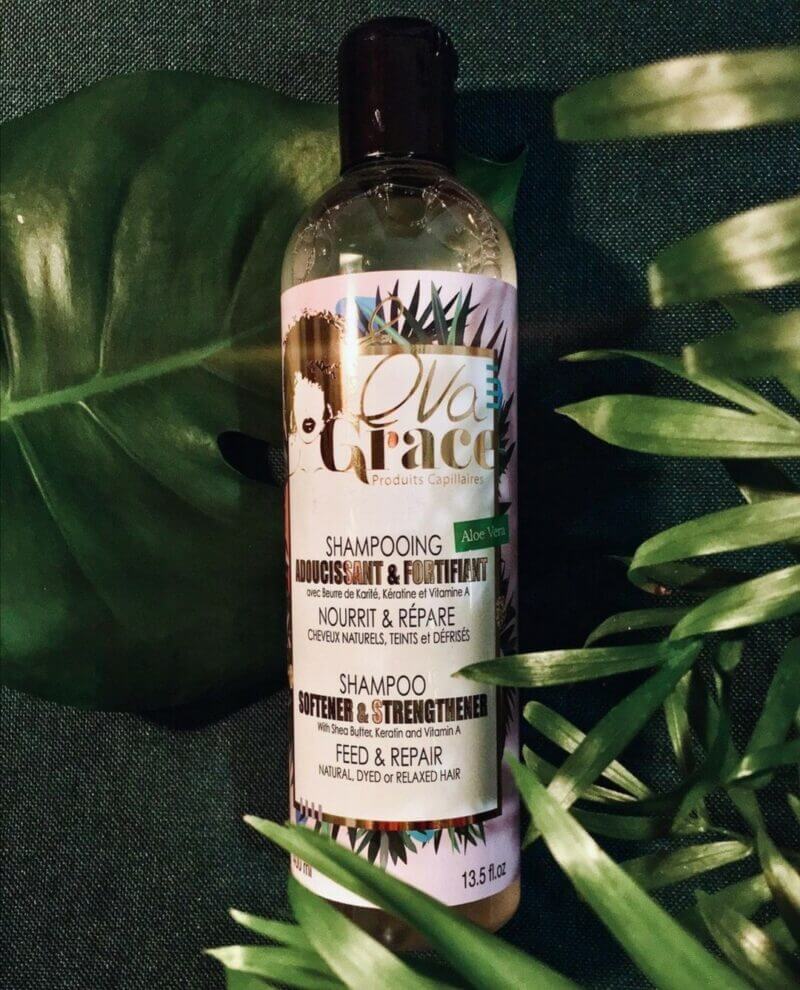 Eva
Grace
Produits Capillaires
Aloe Vera
SHAMPOOING
ADOUCISSANT & FORTIFIANT
avec Beurre de Karité, Kératine et Vitamine A
NOURRIT & RÉPARE
CHEVEUX NATURELS, TEINTS et DÉFRISÉS
SHAMPOO
SOFTENER & STRENGTHENER
With Shea Butter, Keratin and Vitamin A
FEED & REPAIR
NATURAL, DYED or RELAXED HAIR
ml
13.5 fl.oz